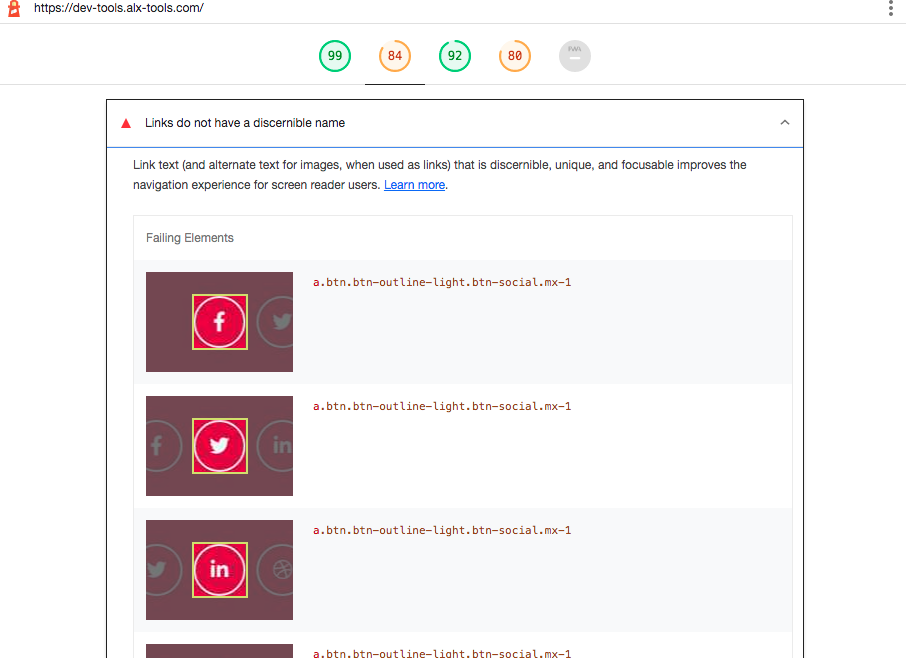 https://dev-tools.alx-tools.com/
99 84 92 80 PWA
Links do not have a discernible name
Link text (and alternate text for images, when used as links) that is discernible, unique, and focusable improves the
navigation experience for screen reader users. Learn more.
Failing Elements
a.btn.btn-outline-light.btn-social.mx-1
f
a.btn.btn-outline-light.btn-social.mx-1
f in
a.btn.btn-outline-light.btn-social.mx-1
in
a.btn.btn-outline-light.btn-social.mx-1